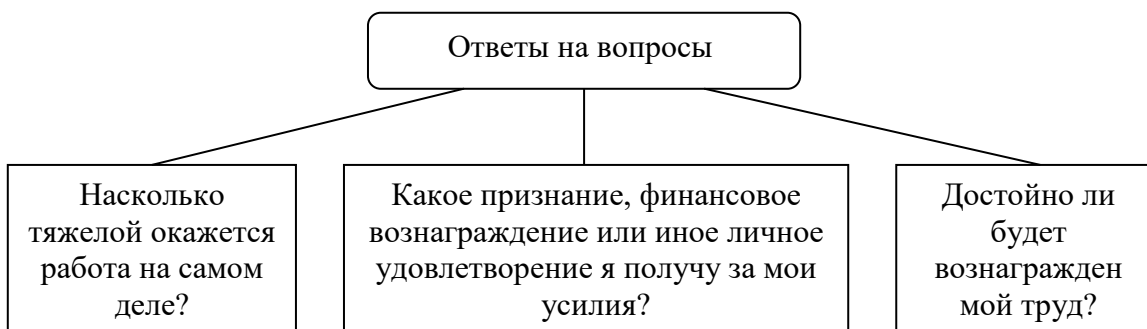 Ответы на вопросы
Насколько
тяжелой окажется
работа на самом
деле?
Какое признание, финансовое
вознаграждение или иное личное
удовлетворение я получу за мои
усилия?
Достойно ли
будет
вознагражден
мой труд?